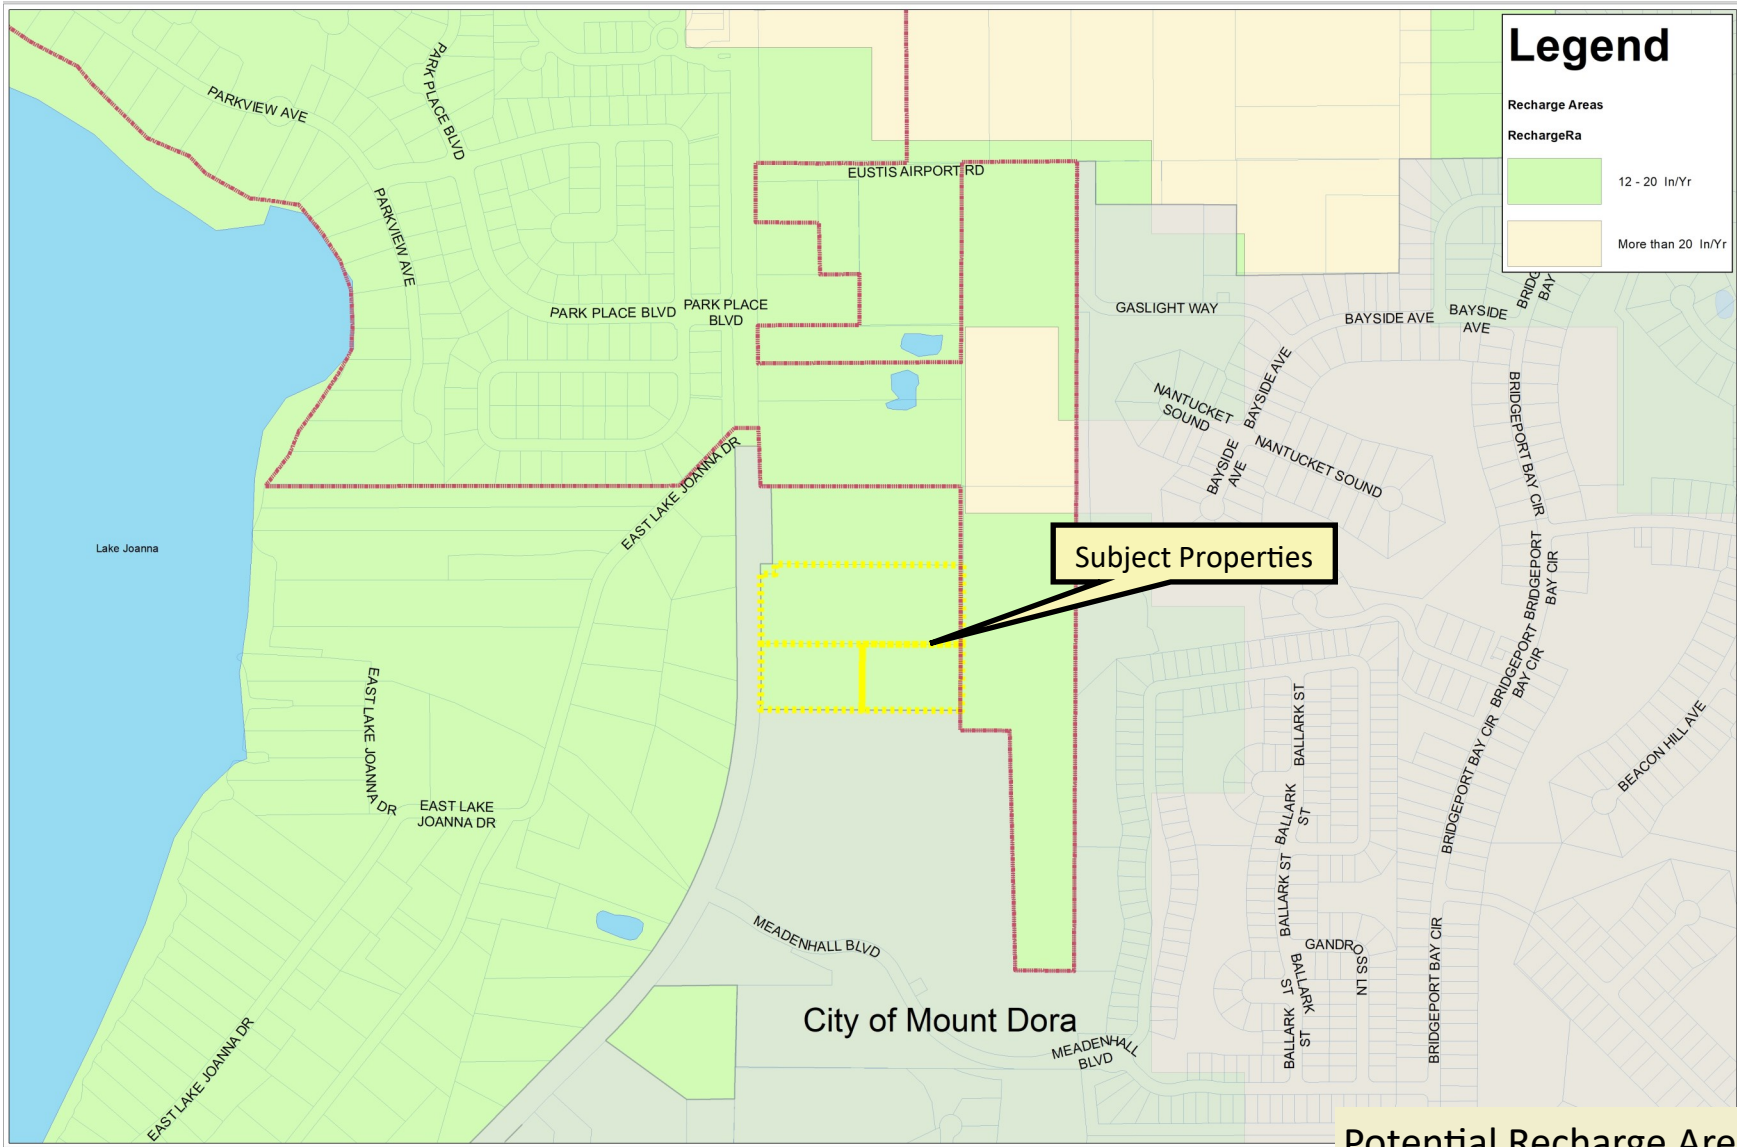 Legend
Recharge Areas
RechargeRa
12 - 20 In/Yr
More than 20 In/Yr
PARK PLACE BLVD
PARKVIEW AVE
EUSTIS AIRPORT RD
PARKVIEW AVE
PARK PLACE BLVD
PARK PLACE
BLVD
GASLIGHT WAY
BAYSIDE AVE
BAYSIDE
AVE
BAY
BAYSIDE AVE
NANTUCKET
SOUND
BAYSIDE
AVE
NANTUCKET SOUND
BRIDGEPORT BAY CIR
EAST LAKE JOANNA DR
Lake Joanna
Subject Properties
BRIDGEPORT
BAY CIR
BRIDGEPORT
BAY CIR
EAST LAKE JOANNA DR
BALLARK ST
BRIDGEPORT BAY CIR
BEACON HILL AVE
EAST LAKE
JOANNA DR
BALLARK
ST
BALLARK ST
MEADENHALL BLVD
GANDROSS LN
BALLARK
ST
BRIDGEPORT BAY CIR
City of Mount Dora
MEADENHALL
BLVD
BALLARK
ST
EAST LAKE JOANNA DR
Potential Recharge Are